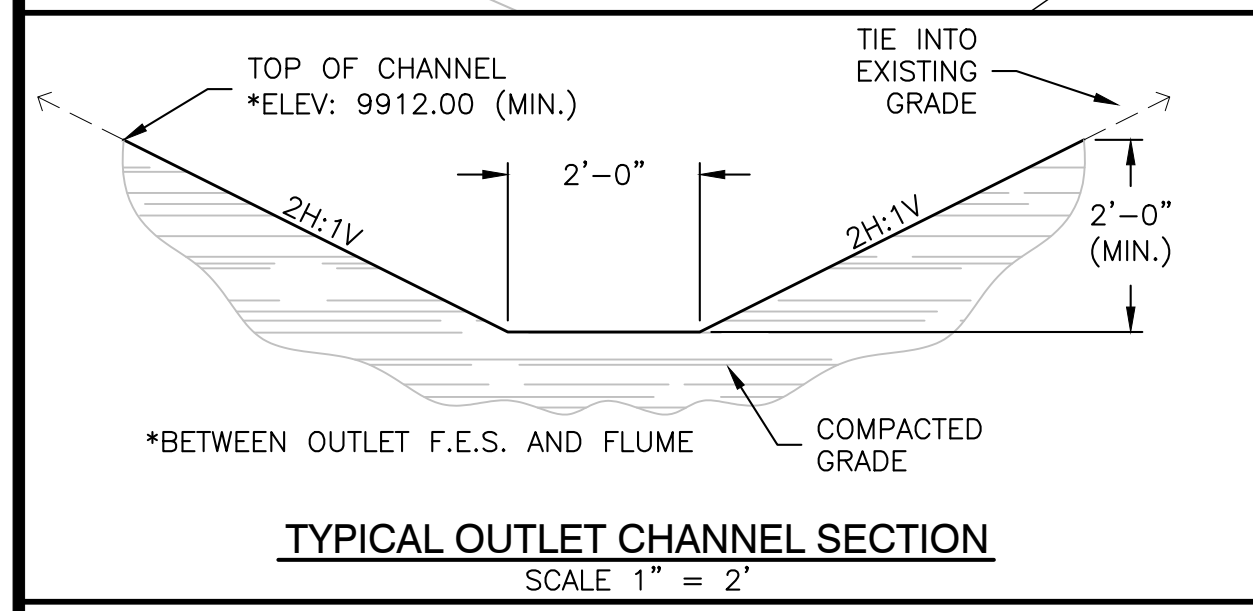 TOP OF CHANNEL
*ELEV: 9912.00 (MIN.)
TIE INTO
EXISTING
GRADE
2'-0"
2H:1V
2H:1V
2'-0"
(MIN.)
*BETWEEN OUTLET F.E.S. AND FLUME
COMPACTED
GRADE
TYPICAL OUTLET CHANNEL SECTION
SCALE 1" = 2'